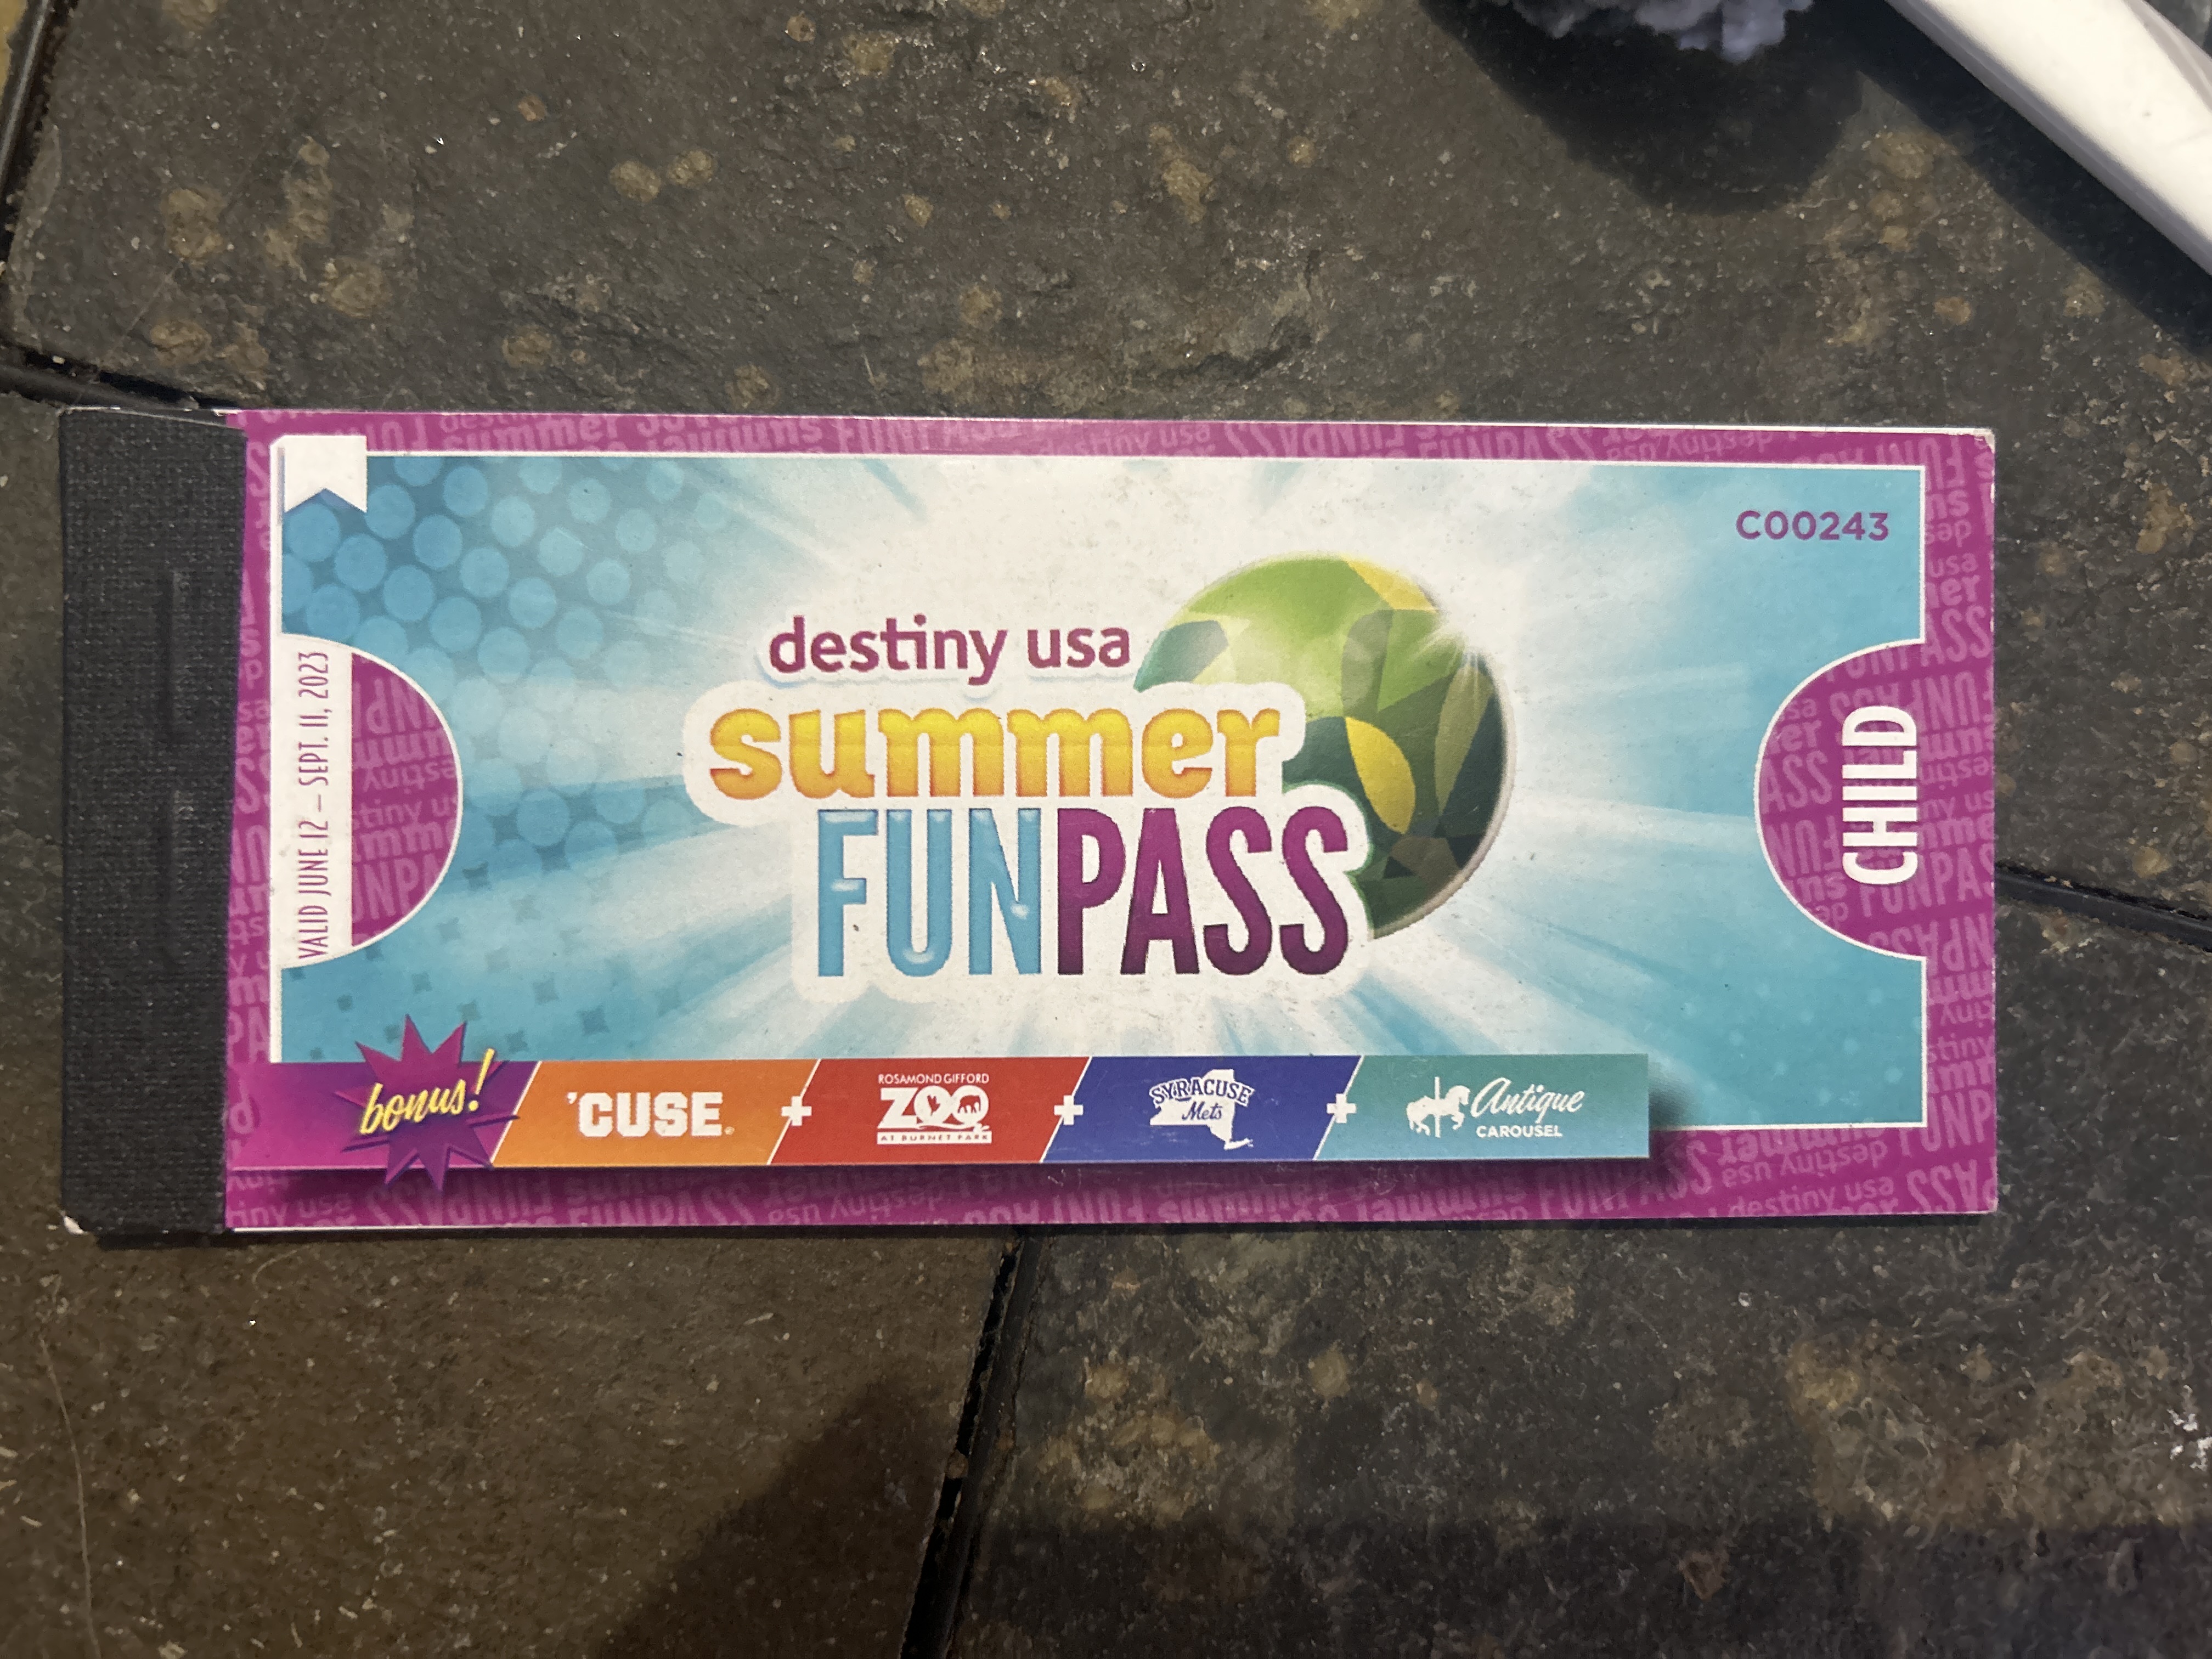 C00243
destiny usa
summer
FUNPASS
VALID JUNE 12 – SEPT. 11, 2023
CHILD
bonus!
'CUSE® + ROSAMOND GIFFORD ZOO AT BURNET PARK + SYRACUSE Mets + Antique CAROUSEL